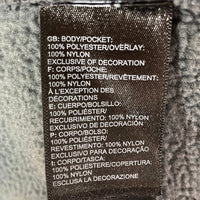 GB: BODY/POCKET:
100% POLYESTER/OVERLAY:
100% NYLON
EXCLUSIVE OF DECORATION
F: CORPS/POCHE:
100% POLYESTER/REVÊTEMENT:
100% NYLON
À L'EXCEPTION DES
DÉCORATIONS
E: CUERPO/BOLSILLO:
100% POLIÉSTER/
RECUBRIMIENTO: 100% NYLON
EXCLUSIVO DE DECORACIÓN
P: CORPO/BOLSO:
100% POLIÉSTER/
REVESTIMENTO: 100% NYLON
EXCLUSIVO DA DECORAÇÃO
I: CORPO/TASCA:
100% POLIESTERE/COPERTURA:
100% NYLON
ESCLUSA LA DECORAZIONE